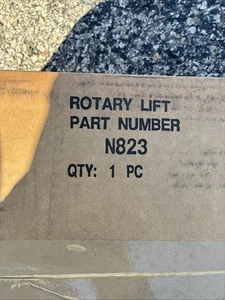 ROTARY LIFT
PART NUMBER
N823
QTY: 1 PC